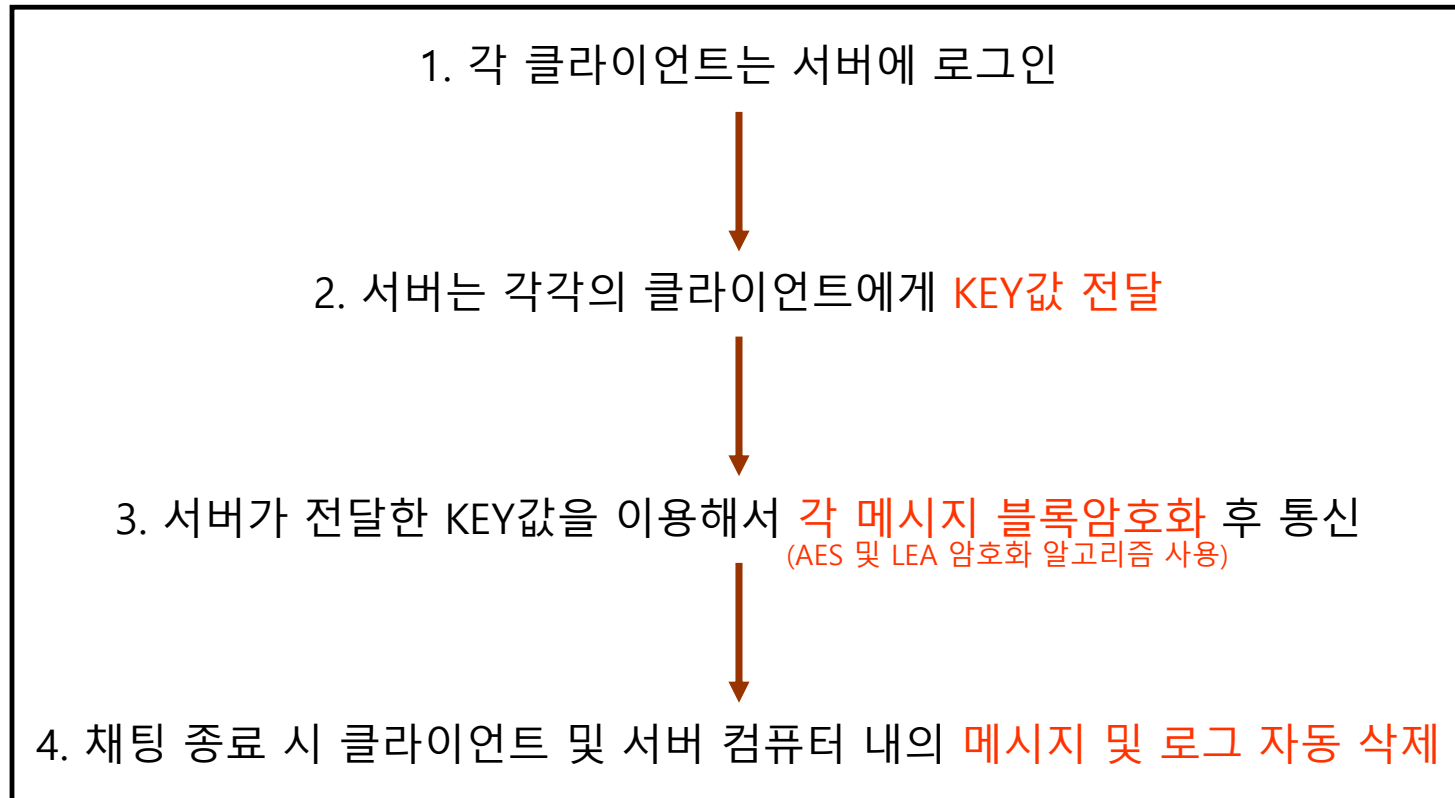 1. 각 클라이언트는 서버에 로그인
2. 서버는 각각의 클라이언트에게 KEY값 전달
3. 서버가 전달한 KEY값을 이용해서 각 메시지 블록암호화 후 통신
(AES 및 LEA 암호화 알고리즘 사용)
4. 채팅 종료 시 클라이언트 및 서버 컴퓨터 내의 메시지 및 로그 자동 삭제